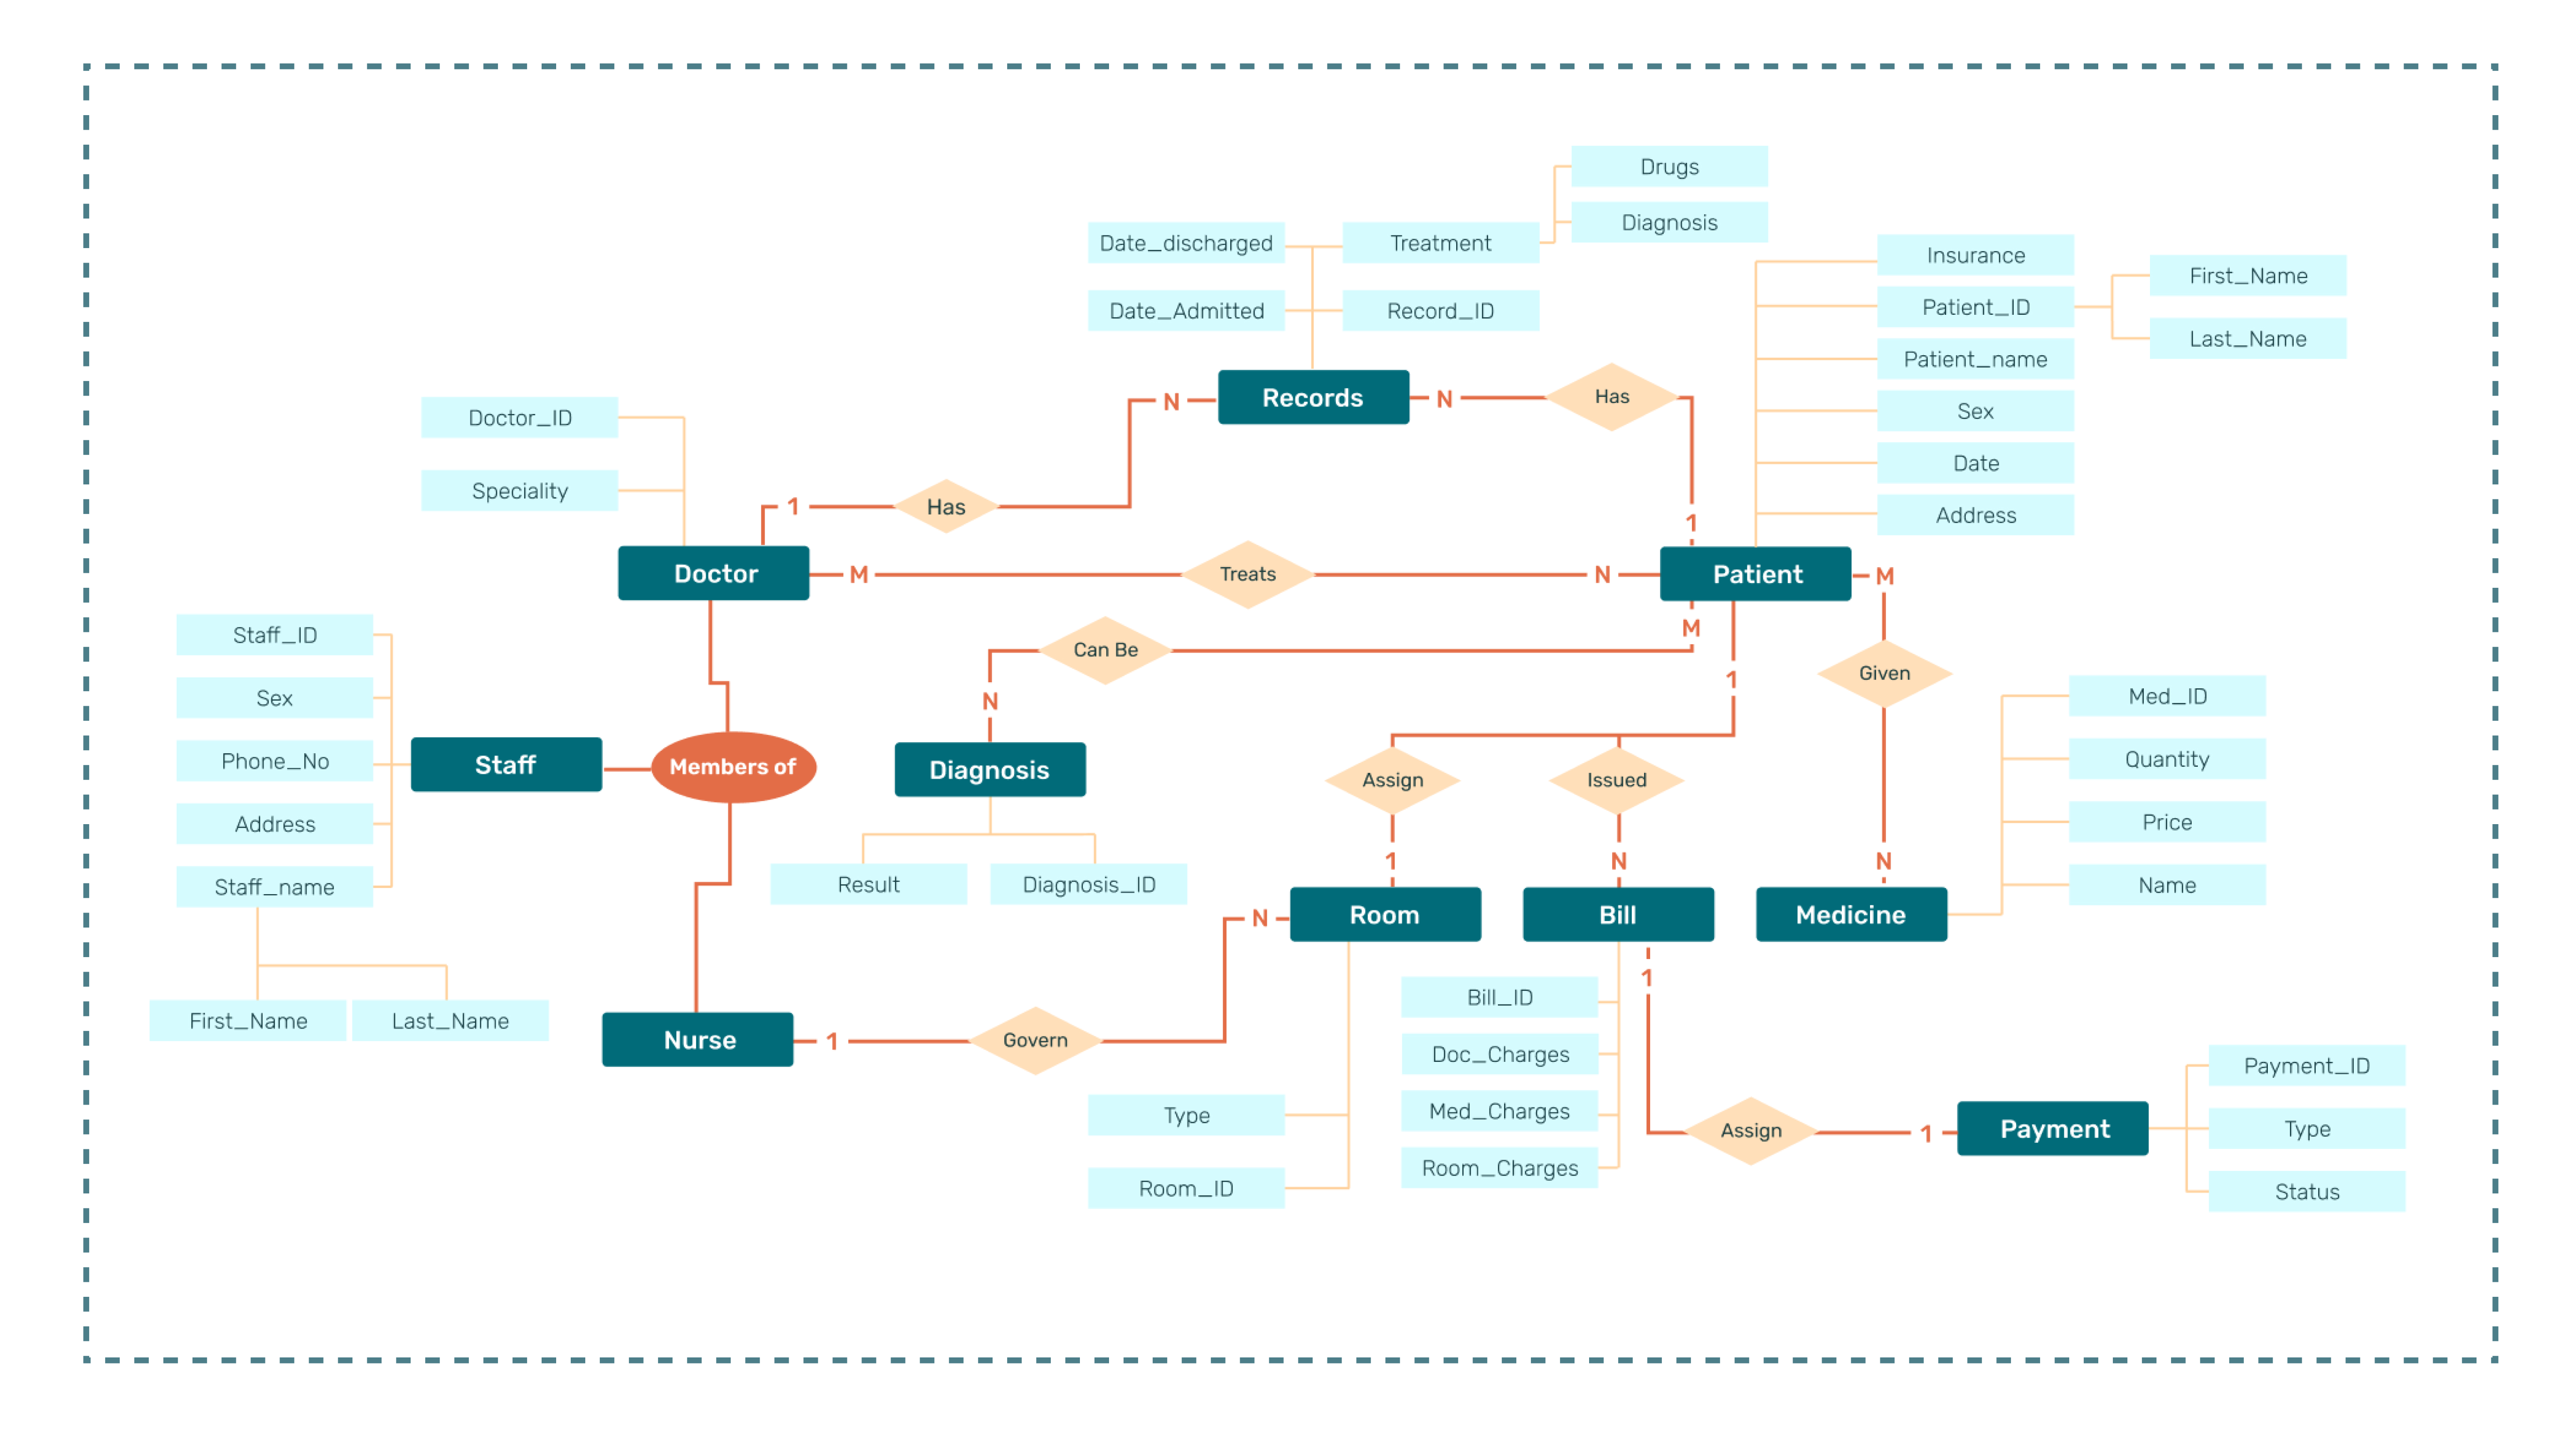 Drugs
Diagnosis
Date_discharged
Treatment
Insurance
First_Name
Date_Admitted
Record_ID
Patient_ID
Last_Name
Patient_name
Records
N
N
Has
Sex
Doctor_ID
Date
Speciality
1
Has
1
Address
Doctor
M
Treats
N
Patient
M
Staff_ID
M
Can Be
1
Given
Sex
N
Med_ID
Phone_No
Staff
Members of
Diagnosis
Assign
Issued
Quantity
Address
Price
Staff_name
Result
Diagnosis_ID
1
N
N
Name
N
Room
Bill
Medicine
First_Name
Last_Name
1
Bill_ID
Nurse
1
Govern
Doc_Charges
Payment_ID
Type
Med_Charges
Assign
1
Payment
Type
Room_ID
Room_Charges
Status